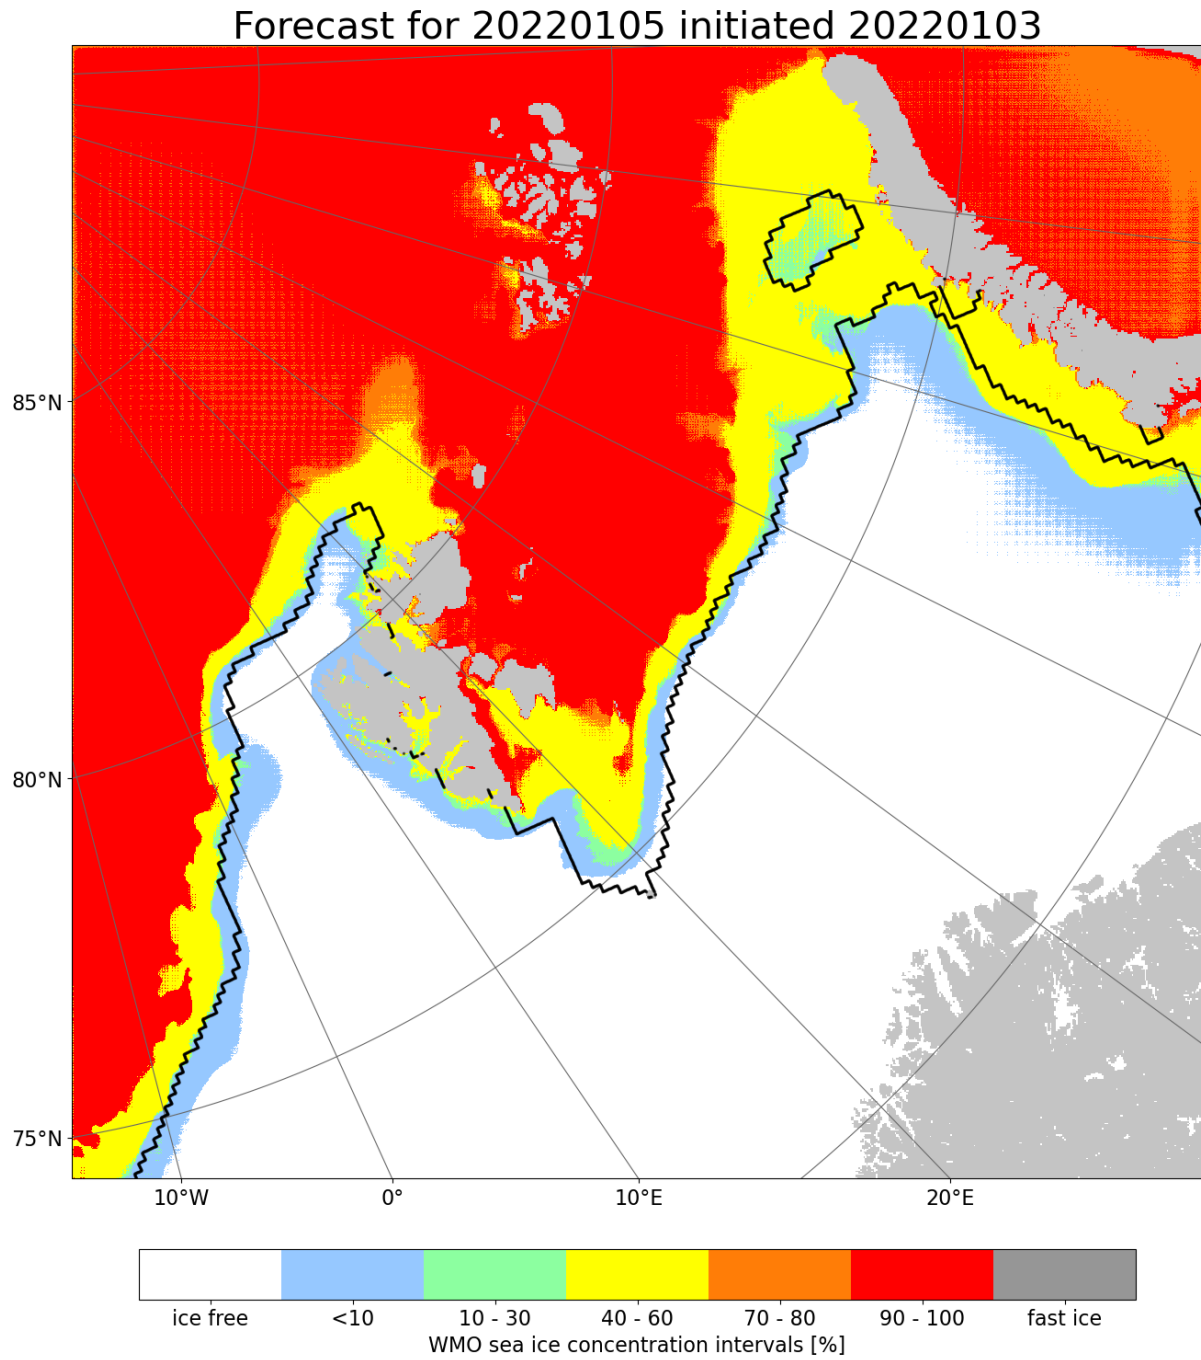 Forecast for 20220105 initiated 20220103
85°N
80°N
75°N
10°W 0° 10°E 20°E
ice free <10 10 - 30 40 - 60 70 - 80 90 - 100 fast ice
WMO sea ice concentration intervals [%]